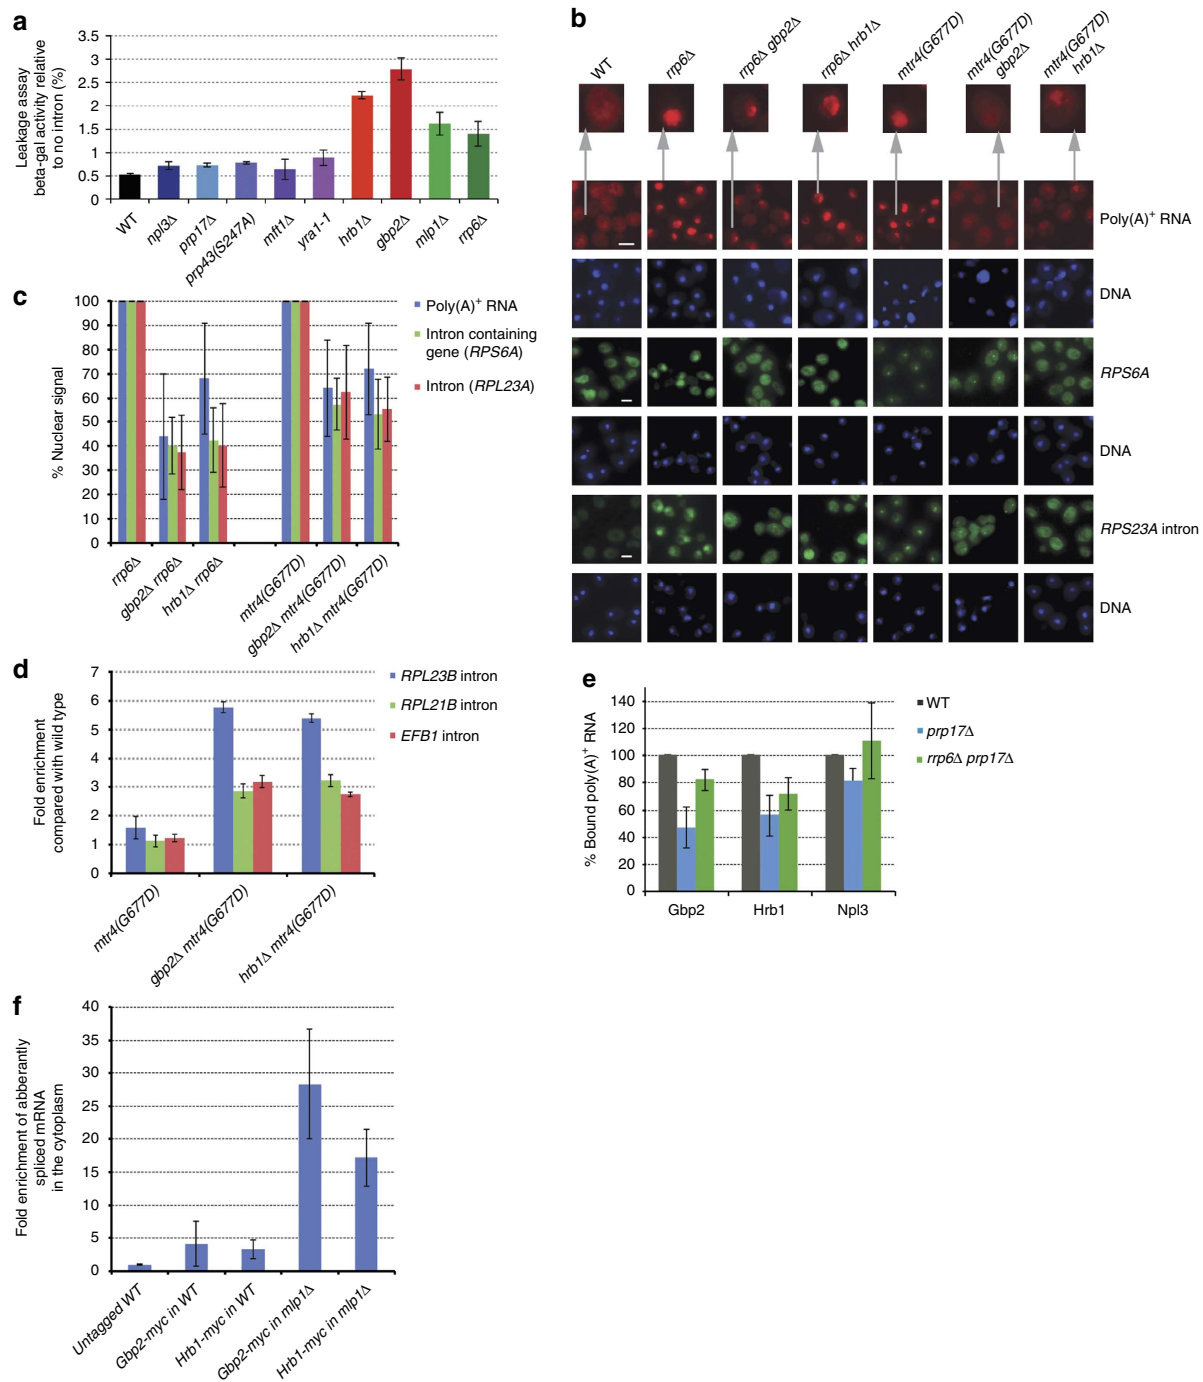 a
Leakage assay
beta-gal activity relative
to no intron (%)
3.5
3
2.5
2
1.5
1
0.5
0
WT
npl3Δ
prp17Δ
prp43(S247A)
mft1Δ
yra1-1
hrb1Δ
gbp2Δ
mlp1Δ
rrp6Δ
b
WT
rrp6Δ
rrp6Δ gbp2Δ
rrp6Δ hrb1Δ
mtr4(G677D)
mtr4(G677D)
gbp2Δ
mtr4(G677D)
hrb1Δ
Poly(A)+ RNA
DNA
RPS6A
DNA
RPS23A intron
DNA
c
% Nuclear signal
100
90
80
70
60
50
40
30
20
10
0
Poly(A)+ RNA
Intron containing
gene (RPS6A)
Intron (RPL23A)
rrp6Δ
gbp2Δ rrp6Δ
hrb1Δ rrp6Δ
mtr4(G677D)
gbp2Δ mtr4(G677D)
hrb1Δ mtr4(G677D)
d
Fold enrichment
compared with wild type
7
6
5
4
3
2
1
0
RPL23B intron
RPL21B intron
EFB1 intron
mtr4(G677D)
gbp2Δ mtr4(G677D)
hrb1Δ mtr4(G677D)
e
% Bound poly(A)+ RNA
140
120
100
80
60
40
20
0
WT
prp17Δ
rrp6Δ prp17Δ
Gbp2
Hrb1
Npl3
f
Fold enrichment of abberantly
spliced mRNA
in the cytoplasm
40
35
30
25
20
15
10
5
0
Untagged WT
Gbp2-myc in WT
Hrb1-myc in WT
Gbp2-myc in mlp1Δ
Hrb1-myc in mlp1Δ